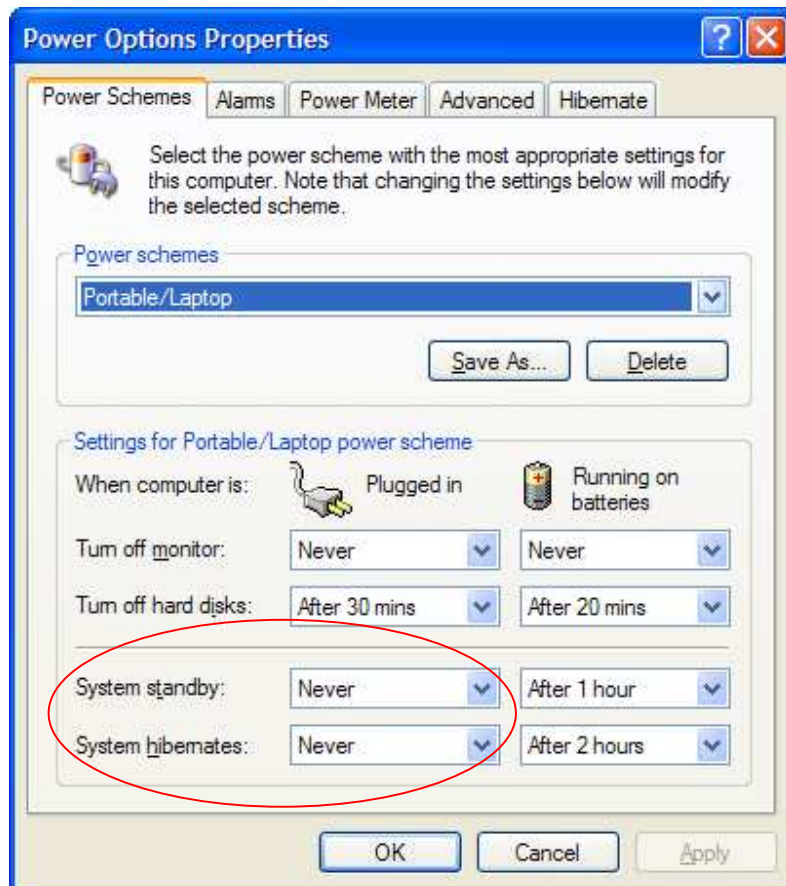 Power Options Properties
Power Schemes Alarms Power Meter Advanced Hibernate
Select the power scheme with the most appropriate settings for
this computer. Note that changing the settings below will modify
the selected scheme.
Power schemes
Portable/Laptop
Save As... Delete
Settings for Portable/Laptop power scheme
When computer is: Plugged in Running on
batteries
Turn off monitor: Never Never
Turn off hard disks: After 30 mins After 20 mins
System standby: Never After 1 hour
System hibernates: Never After 2 hours
OK Cancel Apply